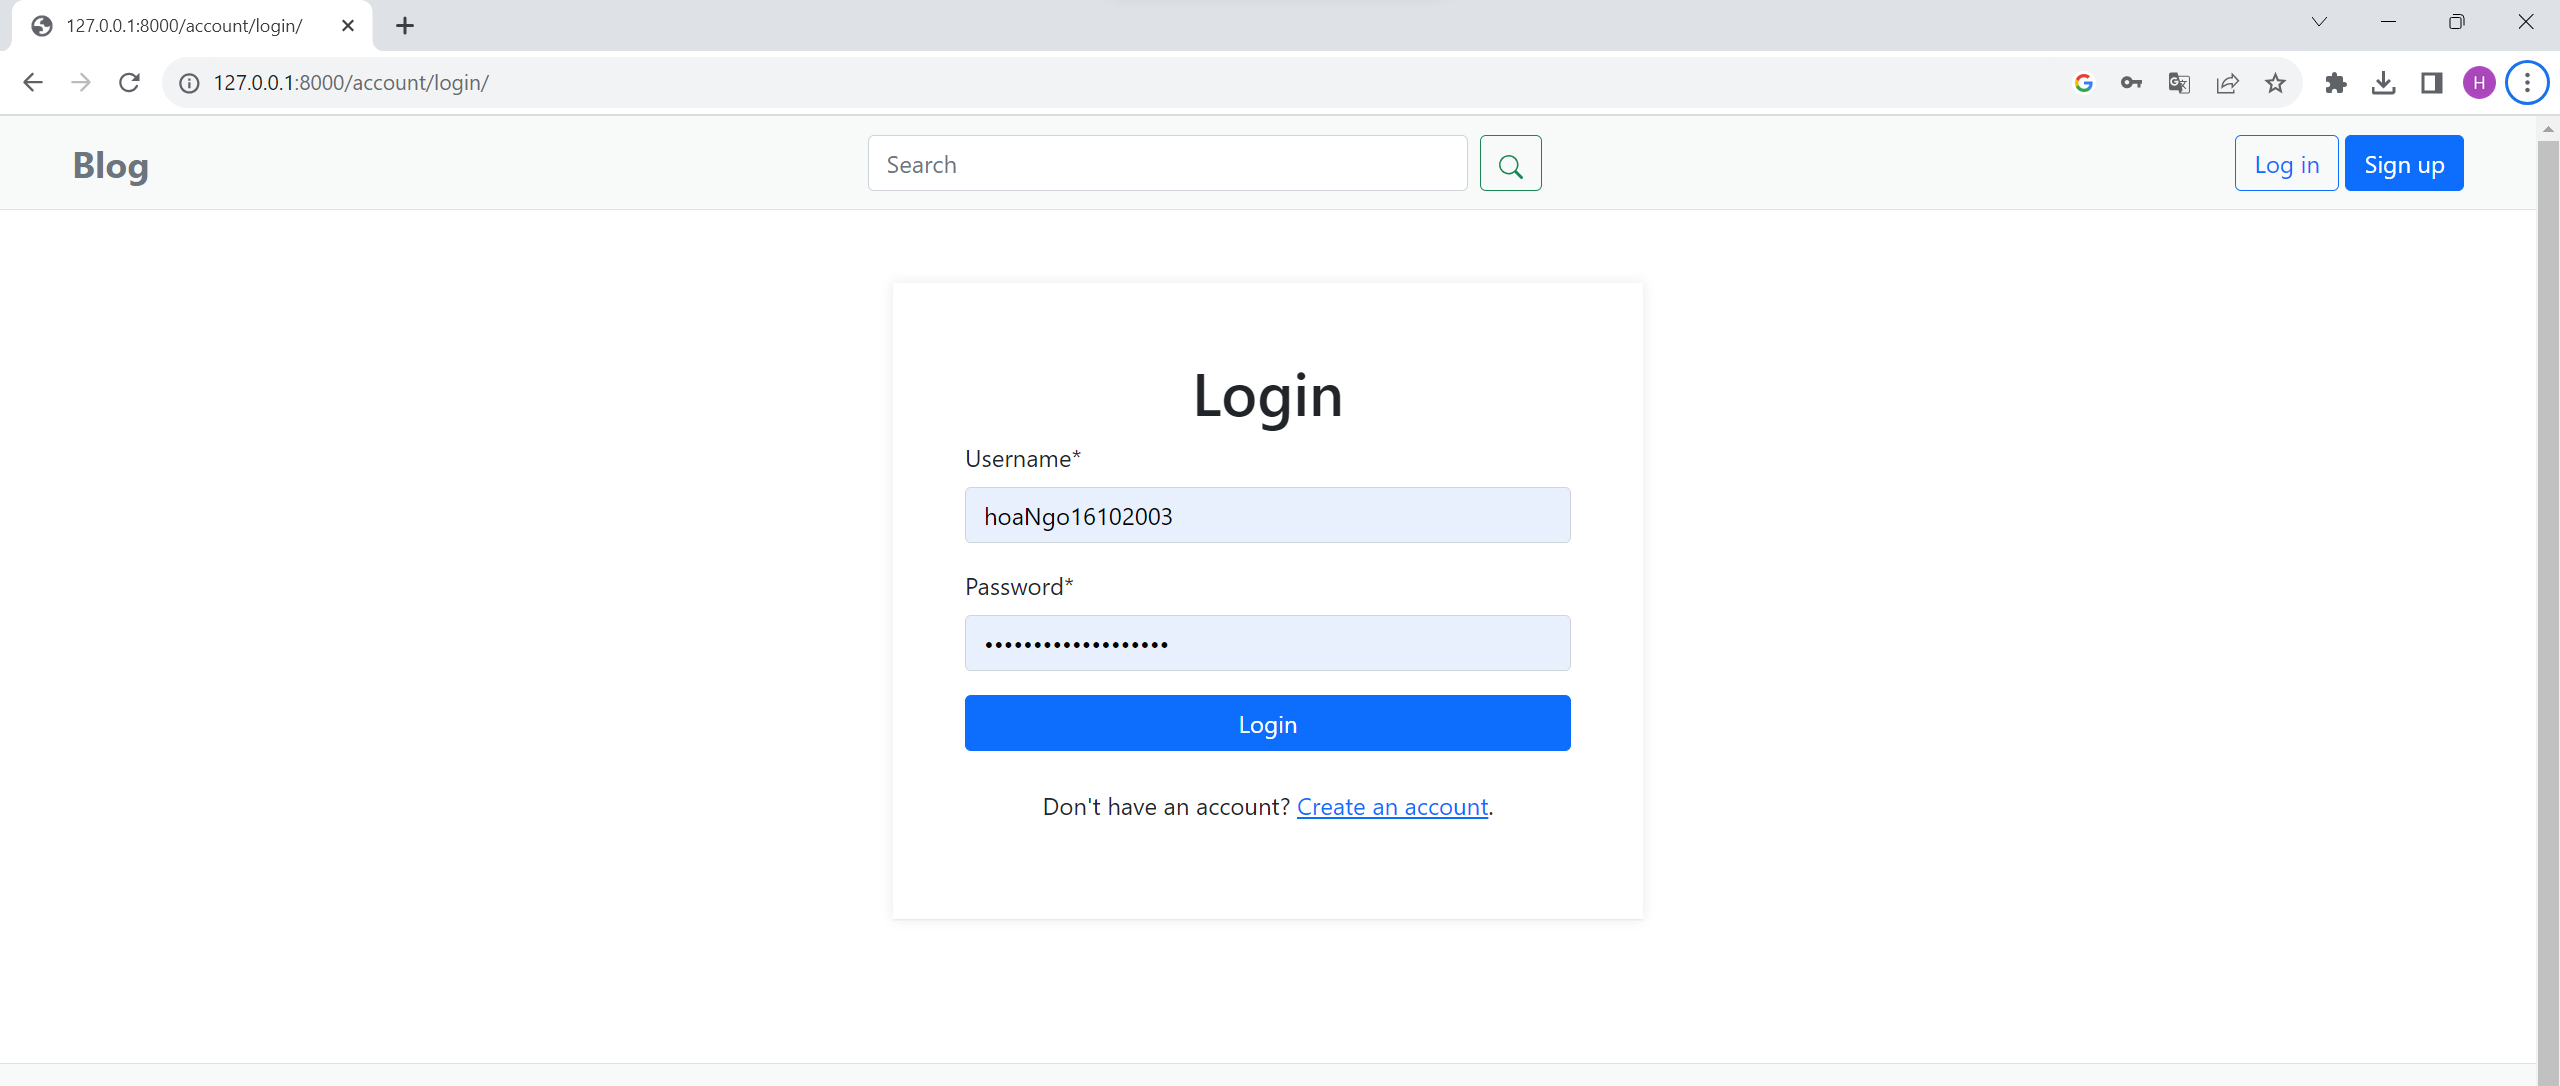 127.0.0.1:8000/account/login/
127.0.0.1:8000/account/login/
H
Blog
Search
Log in
Sign up
Login
Username*
hoaNgo16102003
Password*
•••••••••••••••••••
Login
Don't have an account? Create an account.